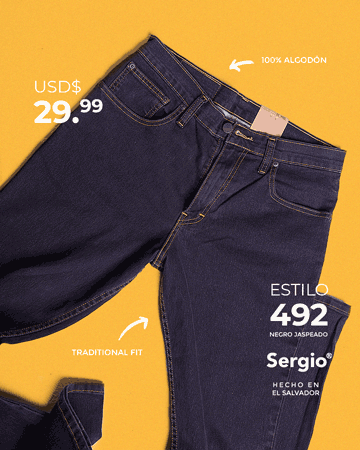 100% ALGODÓN
USD$
29.99
ESTILO
492
NEGRO JASPEADO
Sergio®
TRADITIONAL FIT
HECHO EN
EL SALVADOR